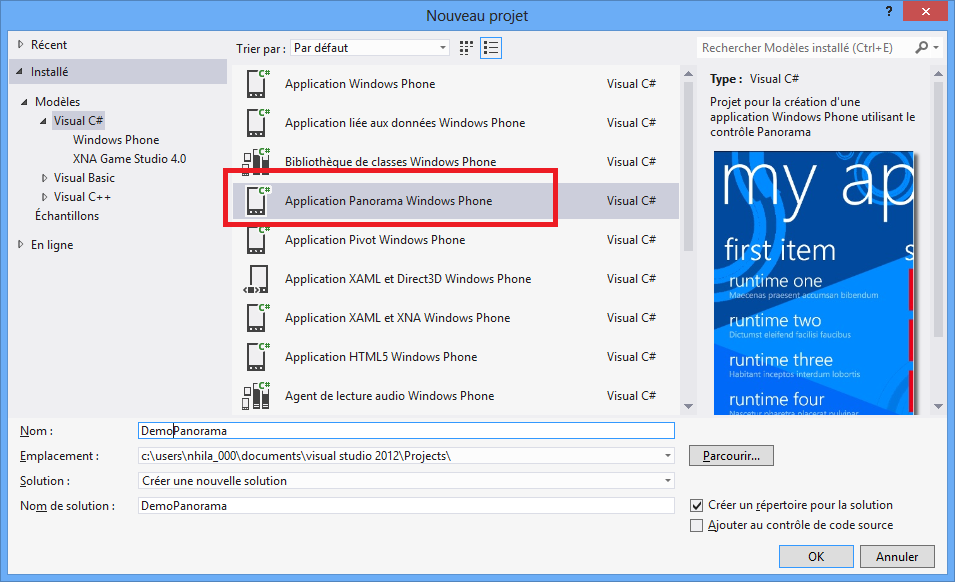 Nouveau projet
?
Récent
Installé
Modèles
Visual C#
Windows Phone
XNA Game Studio 4.0
Visual Basic
Visual C++
Échantillons
En ligne
Trier par : Par défaut
C# Application Windows Phone Visual C#
C# Application liée aux données Windows Phone Visual C#
C# Bibliothèque de classes Windows Phone Visual C#
C# Application Panorama Windows Phone Visual C#
C# Application Pivot Windows Phone Visual C#
Application XAML et Direct3D Windows Phone Visual C#
C# Application XAML et XNA Windows Phone Visual C#
C# Application HTML5 Windows Phone Visual C#
C# Agent de lecture audio Windows Phone Visual C#
Rechercher Modèles installé (Ctrl+E)
Type : Visual C#
Projet pour la création d'une
application Windows Phone utilisant le
contrôle Panorama
my ap
first item s
runtime one
Maecenas praesent accumsan bibendum
runtime two
Dictumst eleifend facilisi faucibus
runtime three
Habitant inceptos interdum lobortis
runtime four
Nascetur pharetra placerat pulvinar
Nom : DemoPanorama
Emplacement : c:\users\nhila_000\documents\visual studio 2012\Projects\
Parcourir...
Solution : Créer une nouvelle solution
Nom de solution : DemoPanorama
Créer un répertoire pour la solution
Ajouter au contrôle de code source
OK Annuler